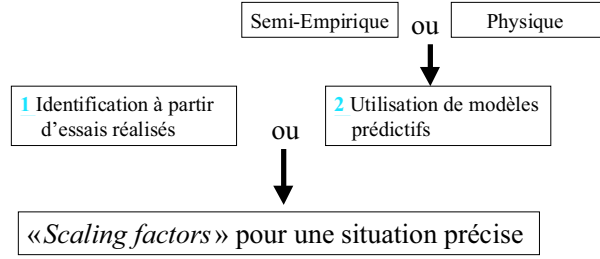 Semi-Empirique ou Physique
1 Identification à partir
d'essais réalisés
ou
2 Utilisation de modèles
prédictifs
«Scaling factors» pour une situation précise